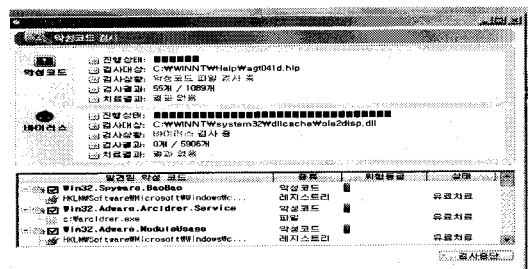 악성코드 검사
악성코드
진행상태:
검사대상: C:₩WINNT₩Help₩agt041d.hlp
검사상황: 악성코드 파일 검사 중
검사결과: 55개 / 1089개
치료결과: 결과 없음
바이러스
진행상태:
검사대상: C:₩WINNT₩system32₩dllcache₩ole2disp.dll
검사상황: 바이러스 검사 중
검사결과: 0개 / 5906개
치료결과: 결과 없음
발견된 악성 코드 종류 위험등급 상태
Win32.Spyware.BaoBao 악성코드
HKLM₩Software₩Microsoft₩Windows₩c... 레지스트리 유료치료
Win32.Adware.Arcidrer.Service 악성코드
c:₩arcidrer.exe 파일 유료치료
Win32.Adware.ModuleUsage 악성코드
HKLM₩Software₩Microsoft₩Windows₩c... 레지스트리 유료치료
검사중단